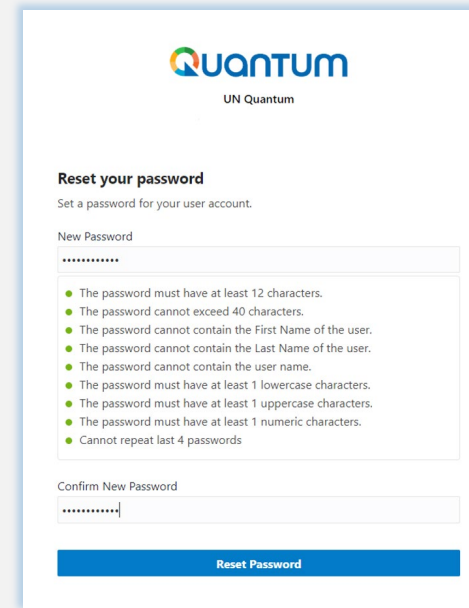 QUANTUM
UN Quantum
Reset your password
Set a password for your user account.
New Password
••••••••••••
The password must have at least 12 characters.
The password cannot exceed 40 characters.
The password cannot contain the First Name of the user.
The password cannot contain the Last Name of the user.
The password cannot contain the user name.
The password must have at least 1 lowercase characters.
The password must have at least 1 uppercase characters.
The password must have at least 1 numeric characters.
Cannot repeat last 4 passwords
Confirm New Password
••••••••••••
Reset Password